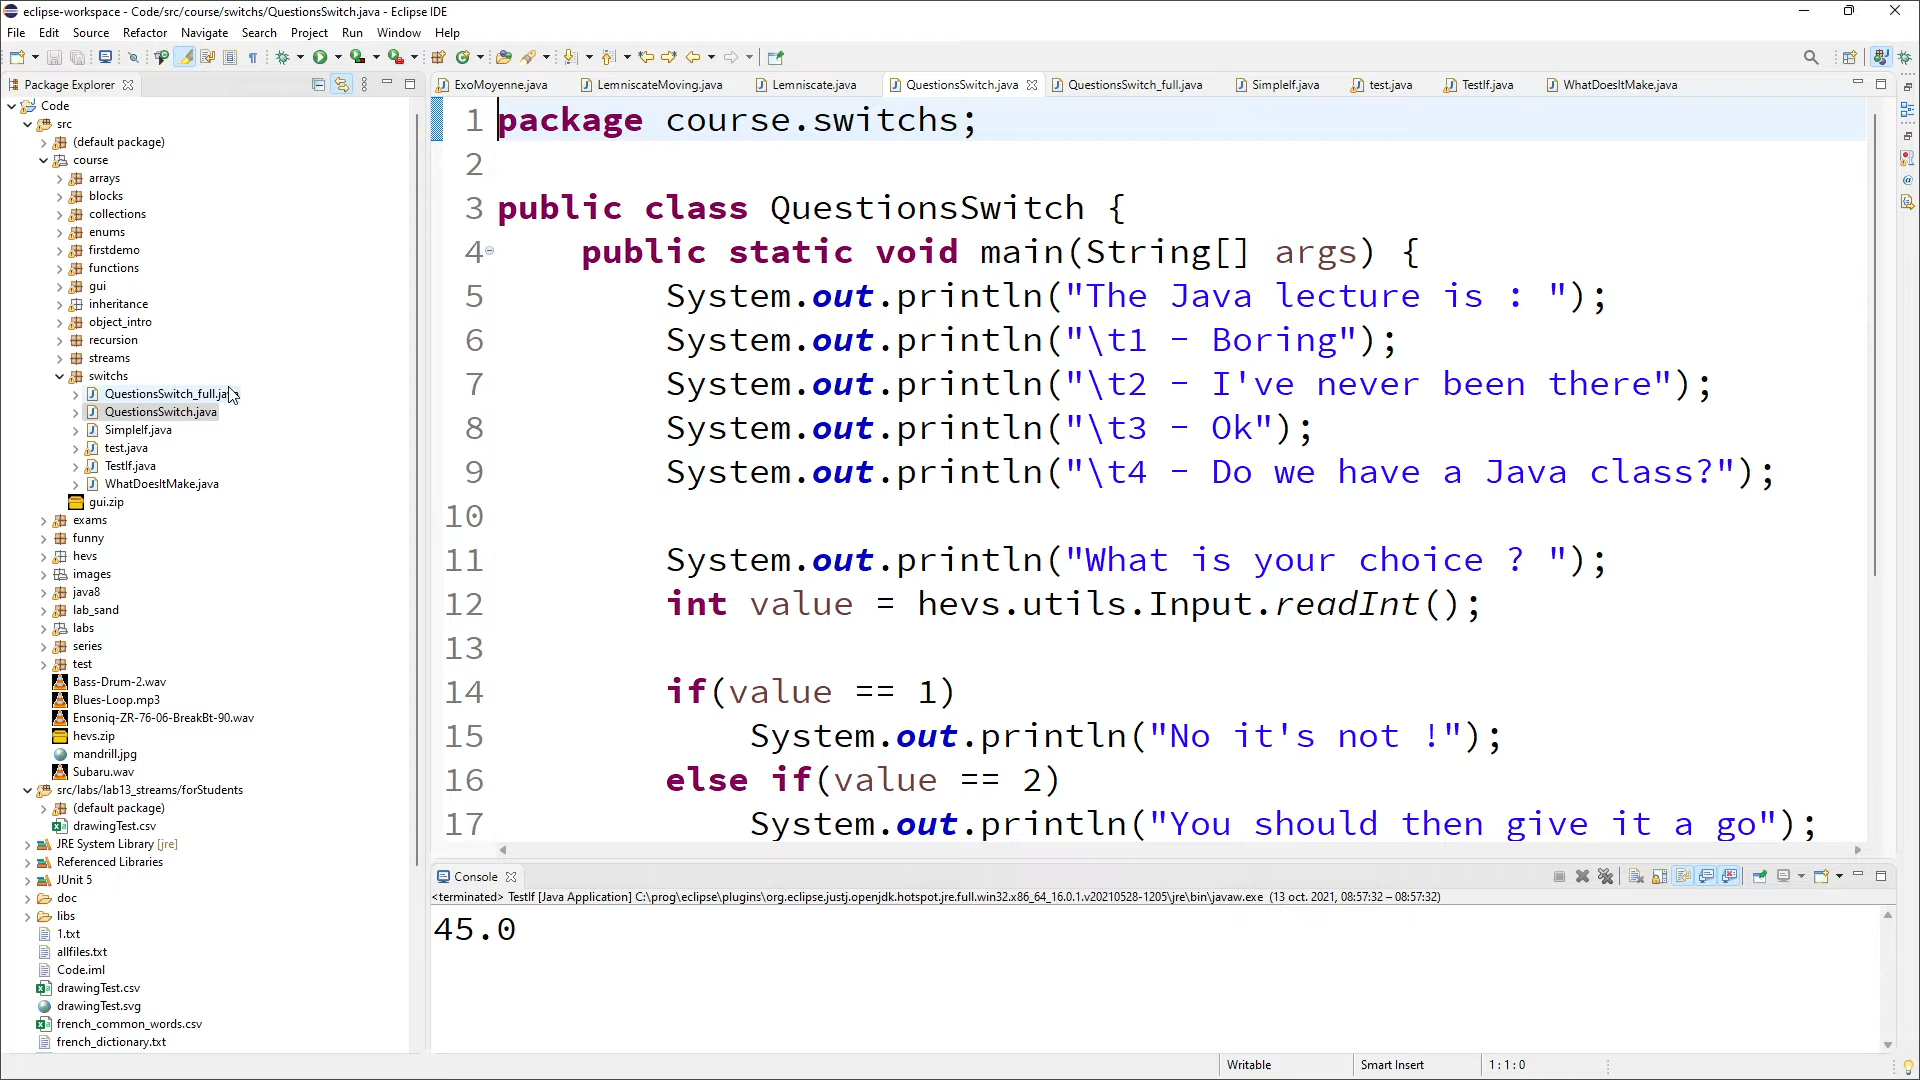 eclipse-workspace - Code/src/course/switchs/QuestionsSwitch.java - Eclipse IDE
File Edit Source Refactor Navigate Search Project Run Window Help
Package Explorer
Code
src
(default package)
course
arrays
blocks
collections
enums
firstdemo
functions
gui
inheritance
object_intro
recursion
streams
switchs
QuestionsSwitch_full.java
QuestionsSwitch.java
SimpleIf.java
test.java
TestIf.java
WhatDoesItMake.java
gui.zip
exams
funny
hevs
images
java8
lab_sand
labs
series
test
Bass-Drum-2.wav
Blues-Loop.mp3
Ensoniq-ZR-76-06-BreakBt-90.wav
hevs.zip
mandrill.jpg
Subaru.wav
src/labs/lab13_streams/forStudents
(default package)
drawingTest.csv
JRE System Library [jre]
Referenced Libraries
JUnit 5
doc
libs
1.txt
allfiles.txt
Code.iml
drawingTest.csv
drawingTest.svg
french_common_words.csv
french_dictionary.txt
ExoMoyenne.java LemniscateMoving.java Lemniscate.java QuestionsSwitch.java QuestionsSwitch_full.java SimpleIf.java test.java TestIf.java WhatDoesItMake.java
1 package course.switchs;
2
3 public class QuestionsSwitch {
4 public static void main(String[] args) {
5 System.out.println("The Java lecture is : ");
6 System.out.println("\t1 - Boring");
7 System.out.println("\t2 - I've never been there");
8 System.out.println("\t3 - Ok");
9 System.out.println("\t4 - Do we have a Java class?");
10
11 System.out.println("What is your choice ? ");
12 int value = hevs.utils.Input.readInt();
13
14 if(value == 1)
15 System.out.println("No it's not !");
16 else if(value == 2)
17 System.out.println("You should then give it a go");
Console
<terminated> TestIf [Java Application] C:\prog\eclipse\plugins\org.eclipse.justj.openjdk.hotspot.jre.full.win32.x86_64_16.0.1.v20210528-1205\jre\bin\javaw.exe (13 oct. 2021, 08:57:32 – 08:57:32)
45.0
Writable Smart Insert 1 : 1 : 0